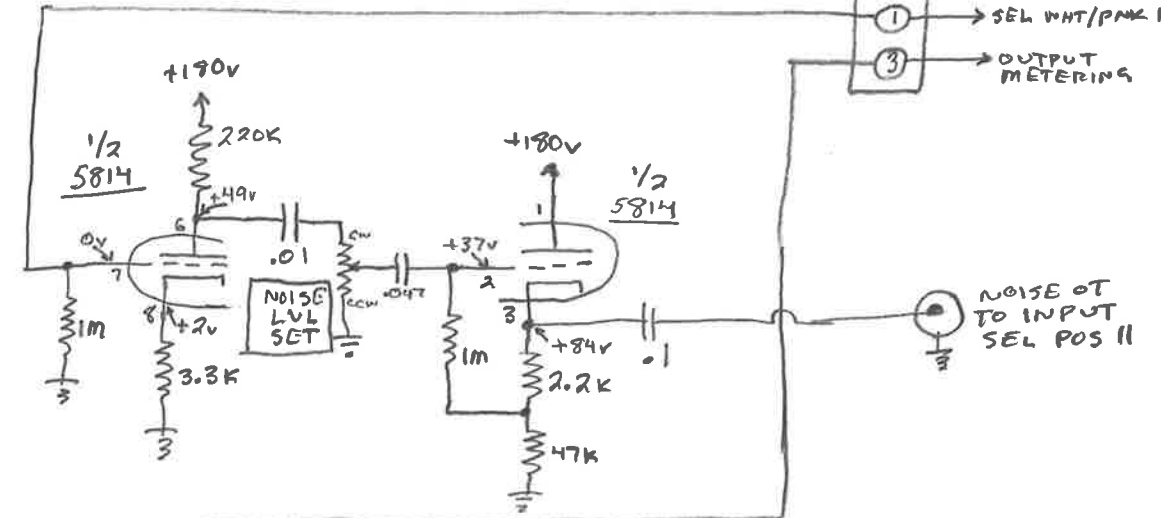 1
SEL WHT/PNK
3
OUTPUT
METERING
+180v
220K
1/2
5814
+49v
6
0v
7
.01
CW
CCW
.047
NOISE
LVL
SET
8
+2v
1M
3.3K
+180v
1/2
5814
1
+37v
2
3
+84v
.1
1M
2.2K
47K
NOISE OT
TO INPUT
SEL POS 11